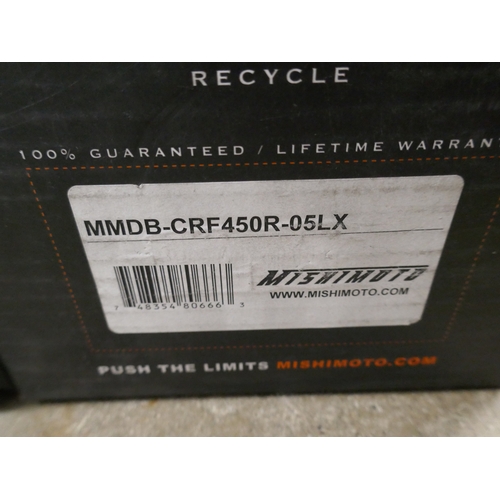 RECYCLE
100% GUARANTEED / LIFETIME WARRAN
MMDB-CRF450R-05LX
MISHIMOTO
WWW.MISHIMOTO.COM
7 48354 80666 3
PUSH THE LIMITS MISHIMOTO.COM